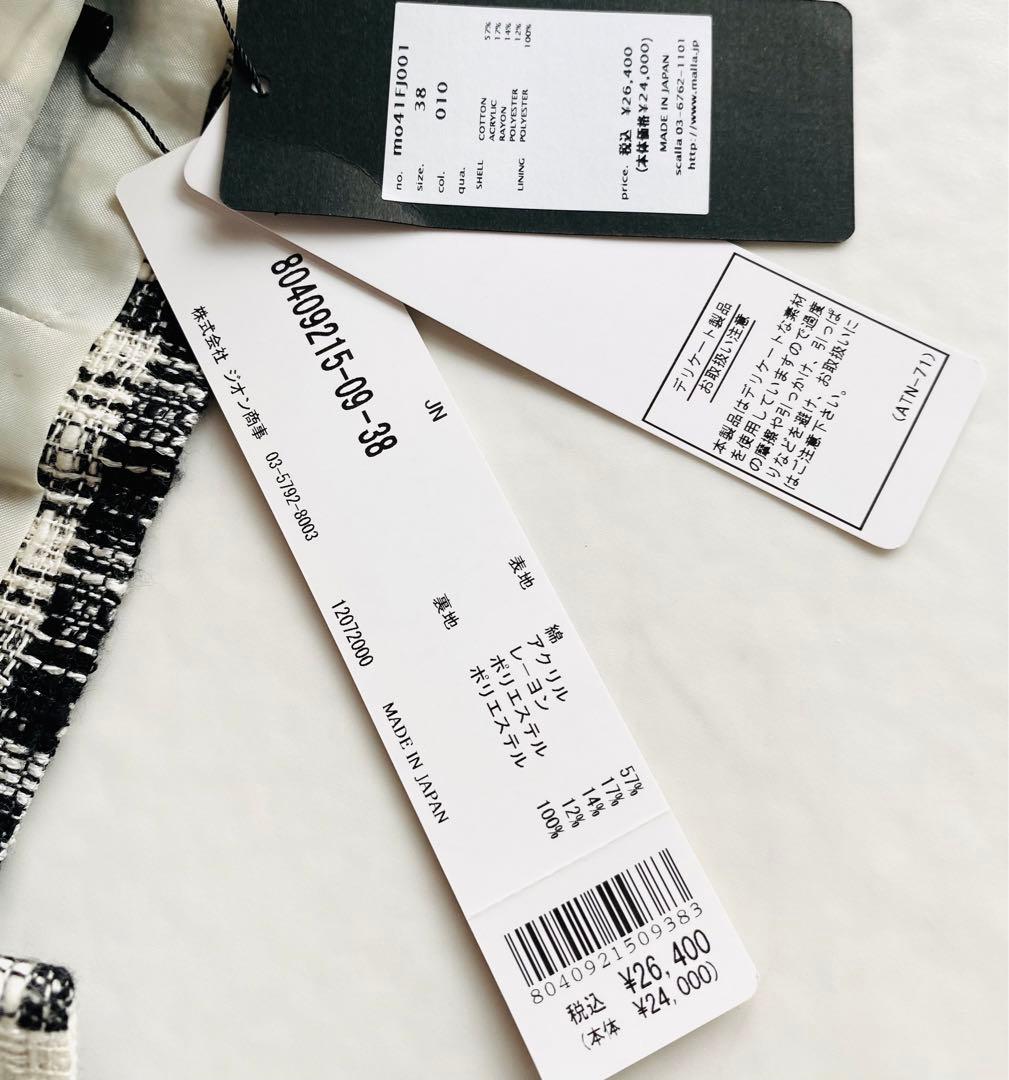 no. mo41FJ001
size. 38
col. 010
qua.
SHELL COTTON 57%
ACRYLIC 17%
RAYON 14%
POLYESTER 12%
LINING POLYESTER 100%
price. 税込 ¥26,400
(本体価格¥24,000)
MADE IN JAPAN
scalla 03-6762-1101
http://www.malla.jp
デリケート製品
お取扱い注意
本製品はデリケートな素材
を使用していますので過度
の摩擦や引っかけ、引っぱ
りなどを避け、お取扱いに
はご注意下さい。
(ATN-71)
80409215-09-38
JN
株式会社 ジオン商事 03-5792-8003
12072000
MADE IN JAPAN
表地 綿 57%
アクリル 17%
レーヨン 14%
ポリエステル 12%
裏地 ポリエステル 100%
8040921509383
税込 ¥26,400
(本体 ¥24,000)